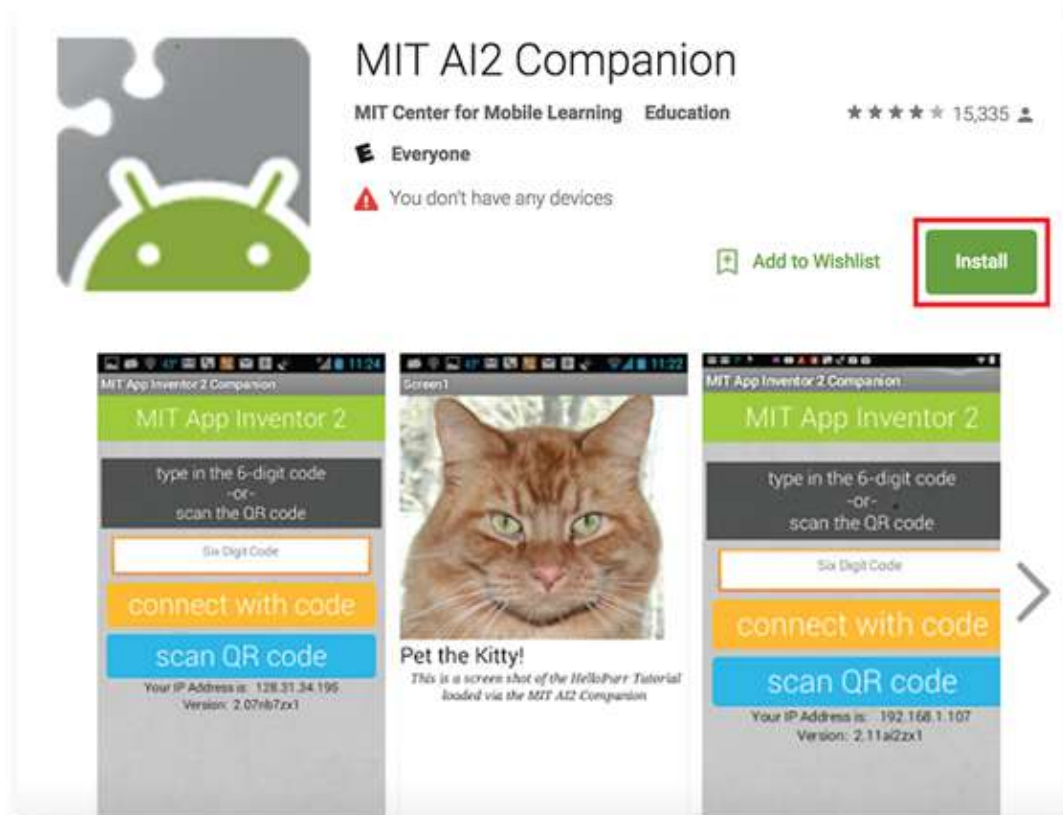 MIT AI2 Companion
MIT Center for Mobile Learning Education 15,335
E Everyone
You don't have any devices
Add to Wishlist Install
11:24
MIT App Inventor 2 Companion
MIT App Inventor 2
type in the 6-digit code
-or-
scan the QR code
Six Digit Code
connect with code
scan QR code
Your IP Address is: 128.31.34.195
Version: 2.07nb7zx1
11:22
Screen1
Pet the Kitty!
This is a screen shot of the HelloPurr Tutorial
loaded via the MIT AI2 Companion
MIT App Inventor 2 Companion
MIT App Inventor 2
type in the 6-digit code
-or-
scan the QR code
Six Digit Code
connect with code
scan QR code
Your IP Address is: 192.168.1.107
Version: 2.11ai2zx1